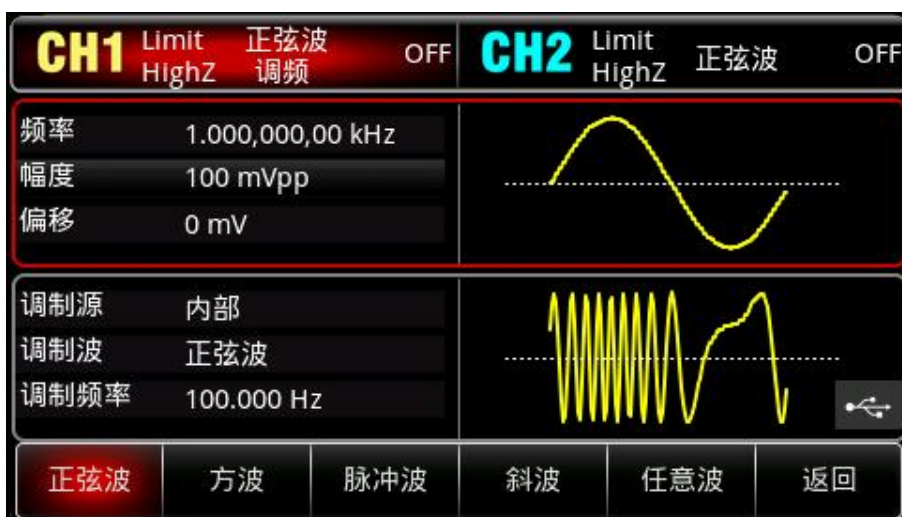 CH1 Limit 正弦波 OFF CH2 Limit 正弦波 OFF
HighZ 调频 HighZ
频率 1.000,000,00 kHz
幅度 100 mVpp
偏移 0 mV
调制源 内部
调制波 正弦波
调制频率 100.000 Hz
正弦波 方波 脉冲波 斜波 任意波 返回